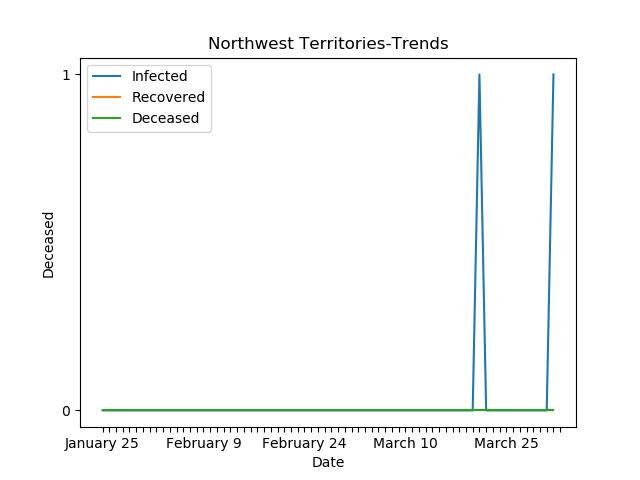 Northwest Territories-Trends
Infected
Recovered
Deceased
1
0
Deceased
January 25 February 9 February 24 March 10 March 25
Date